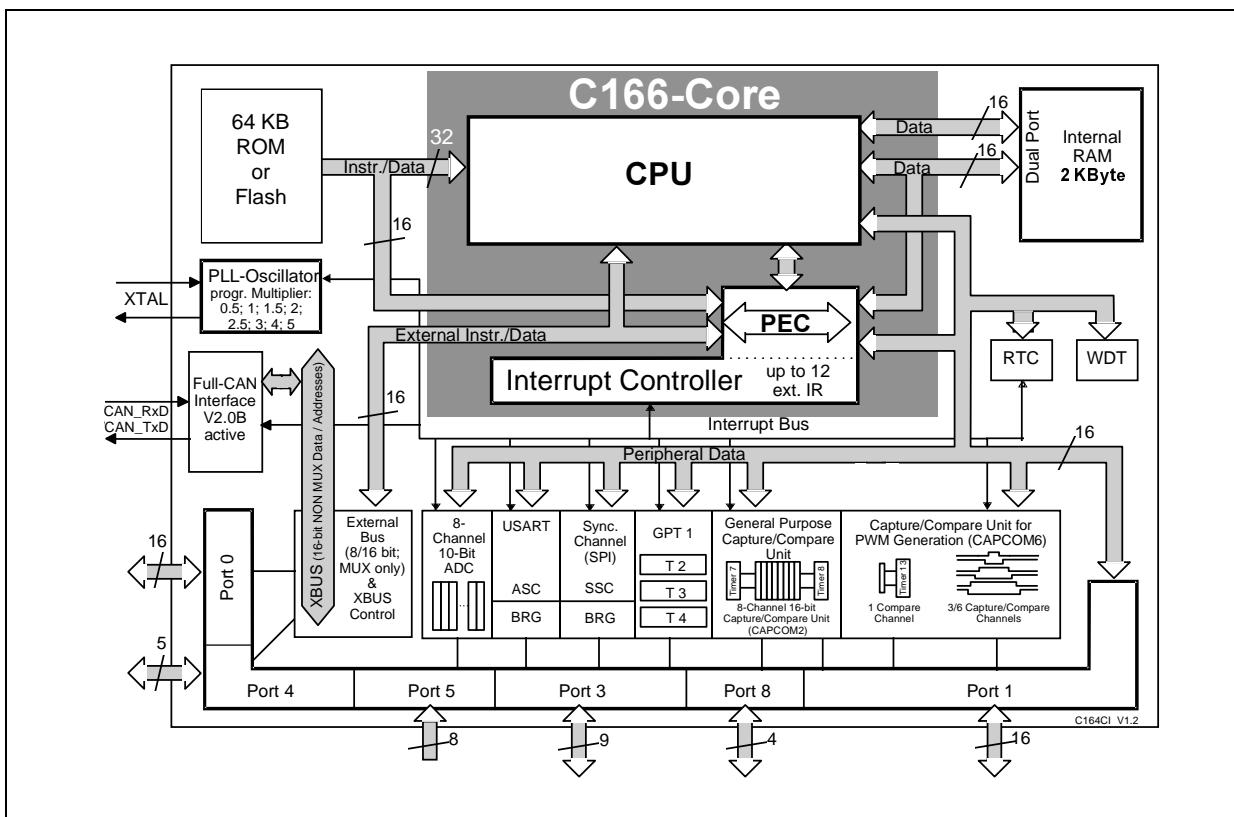 C166-Core
64 KB
ROM
or
Flash
32
Instr./Data
16
CPU
Data
16
Data
16
Dual Port
Internal
RAM
2 KByte
PLL-Oscillator
progr. Multiplier:
0.5; 1; 1.5; 2;
2.5; 3; 4; 5
XTAL
PEC
External Instr./Data
Interrupt Controller
up to 12
ext. IR
RTC
WDT
Full-CAN
Interface
V2.0B
active
CAN_RxD
CAN_TxD
16
Interrupt Bus
Peripheral Data
16
XBUS (16-bit NON MUX Data / Addresses)
External
Bus
(8/16 bit;
MUX only)
&
XBUS
Control
8-
Channel
10-Bit
ADC
USART
ASC
BRG
Sync.
Channel
(SPI)
SSC
BRG
GPT 1
T 2
T 3
T 4
General Purpose
Capture/Compare
Unit
Timer 7
Timer 8
8-Channel 16-bit
Capture/Compare Unit
(CAPCOM2)
Capture/Compare Unit for
PWM Generation (CAPCOM6)
Timer 13
1 Compare
Channel
3/6 Capture/Compare
Channels
16
Port 0
5
Port 4
Port 5
Port 3
Port 8
Port 1
C164CI V1.2
8
9
4
16